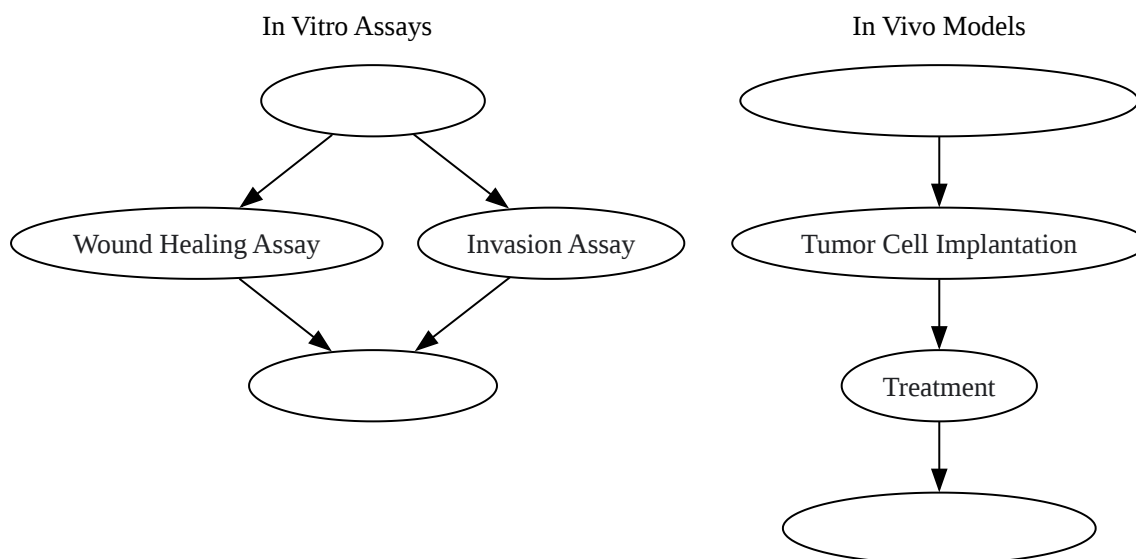 In Vitro Assays
In Vivo Models
Wound Healing Assay
Invasion Assay
Tumor Cell Implantation
Treatment